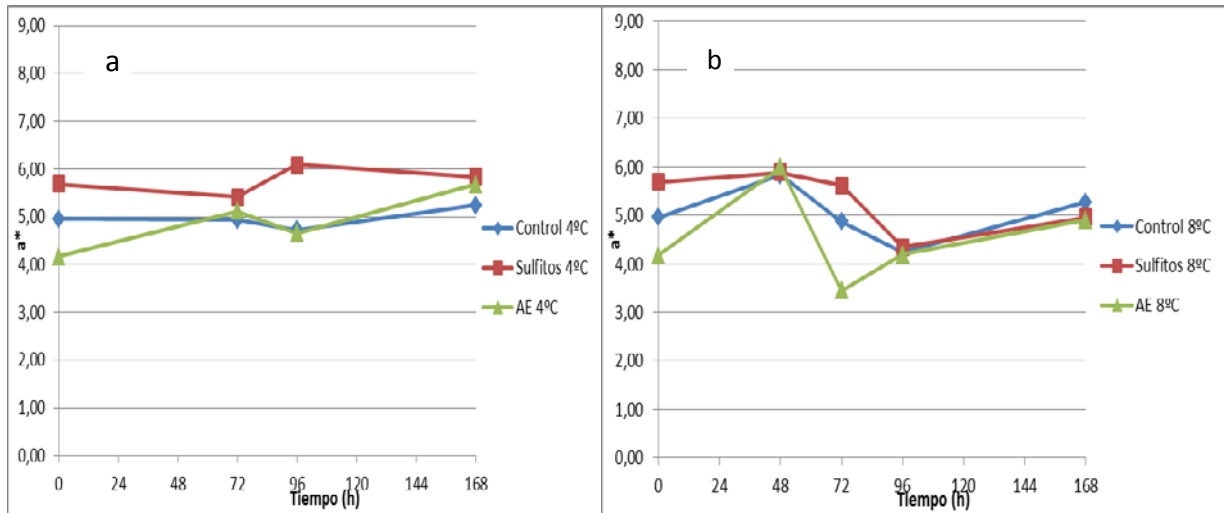 a
9,00
8,00
7,00
6,00
5,00
4,00
3,00
2,00
1,00
0,00
a*
0 24 48 72 96 120 144 168
Tiempo (h)
Control 4ºC
Sulfitos 4ºC
AE 4ºC
b
9,00
8,00
7,00
6,00
5,00
4,00
3,00
2,00
1,00
0,00
a*
0 24 48 72 96 120 144 168
Tiempo (h)
Control 8ºC
Sulfitos 8ºC
AE 8ºC